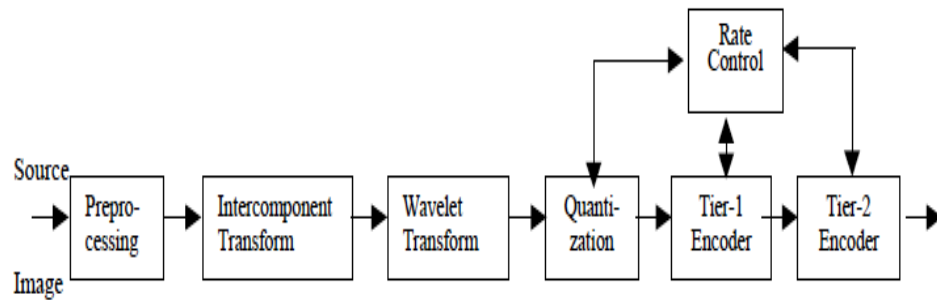 Rate
Control
Source
Image
Prepro-
cessing
Intercomponent
Transform
Wavelet
Transform
Quanti-
zation
Tier-1
Encoder
Tier-2
Encoder